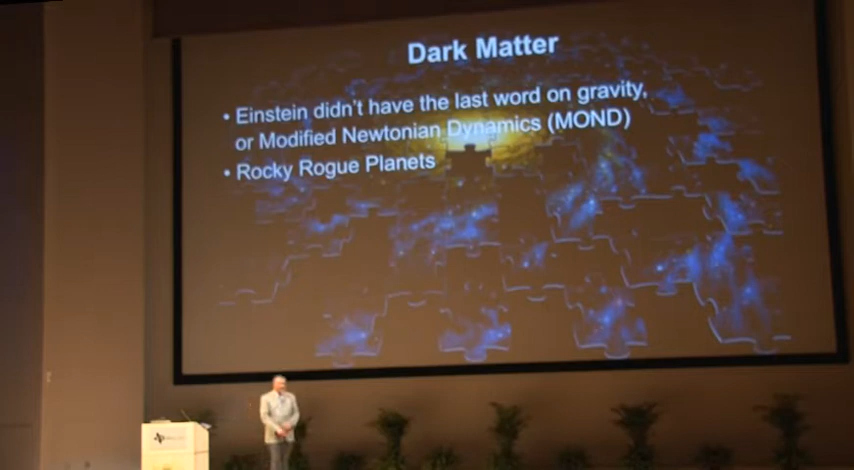 Dark Matter
• Einstein didn't have the last word on gravity,
or Modified Newtonian Dynamics (MOND)
• Rocky Rogue Planets